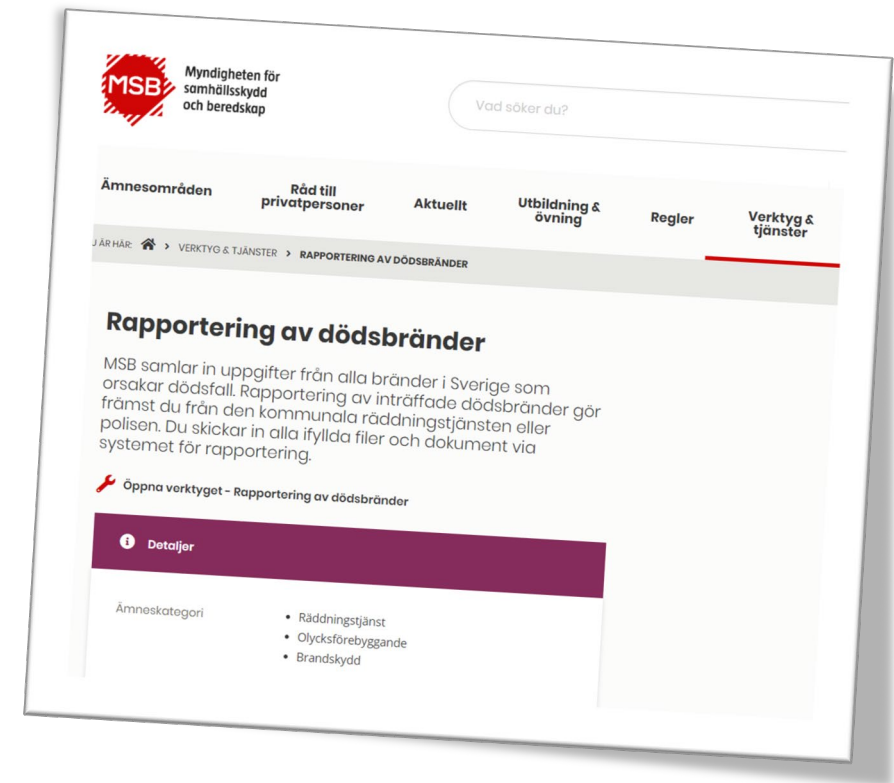 MSB
Myndigheten för
samhällsskydd
och beredskap
Vad söker du?
Ämnesområden
Råd till
privatpersoner
Aktuellt
Utbildning &
övning
Regler
Verktyg &
tjänster
U ÄR HÄR: > VERKTYG & TJÄNSTER > RAPPORTERING AV DÖDSBRÄNDER
Rapportering av dödsbränder
MSB samlar in uppgifter från alla bränder i Sverige som
orsakar dödsfall. Rapportering av inträffade dödsbränder gör
främst du från den kommunala räddningstjänsten eller
polisen. Du skickar in alla ifyllda filer och dokument via
systemet för rapportering.
Öppna verktyget - Rapportering av dödsbränder
Detaljer
Ämneskategori
• Räddningstjänst
• Olycksförebyggande
• Brandskydd